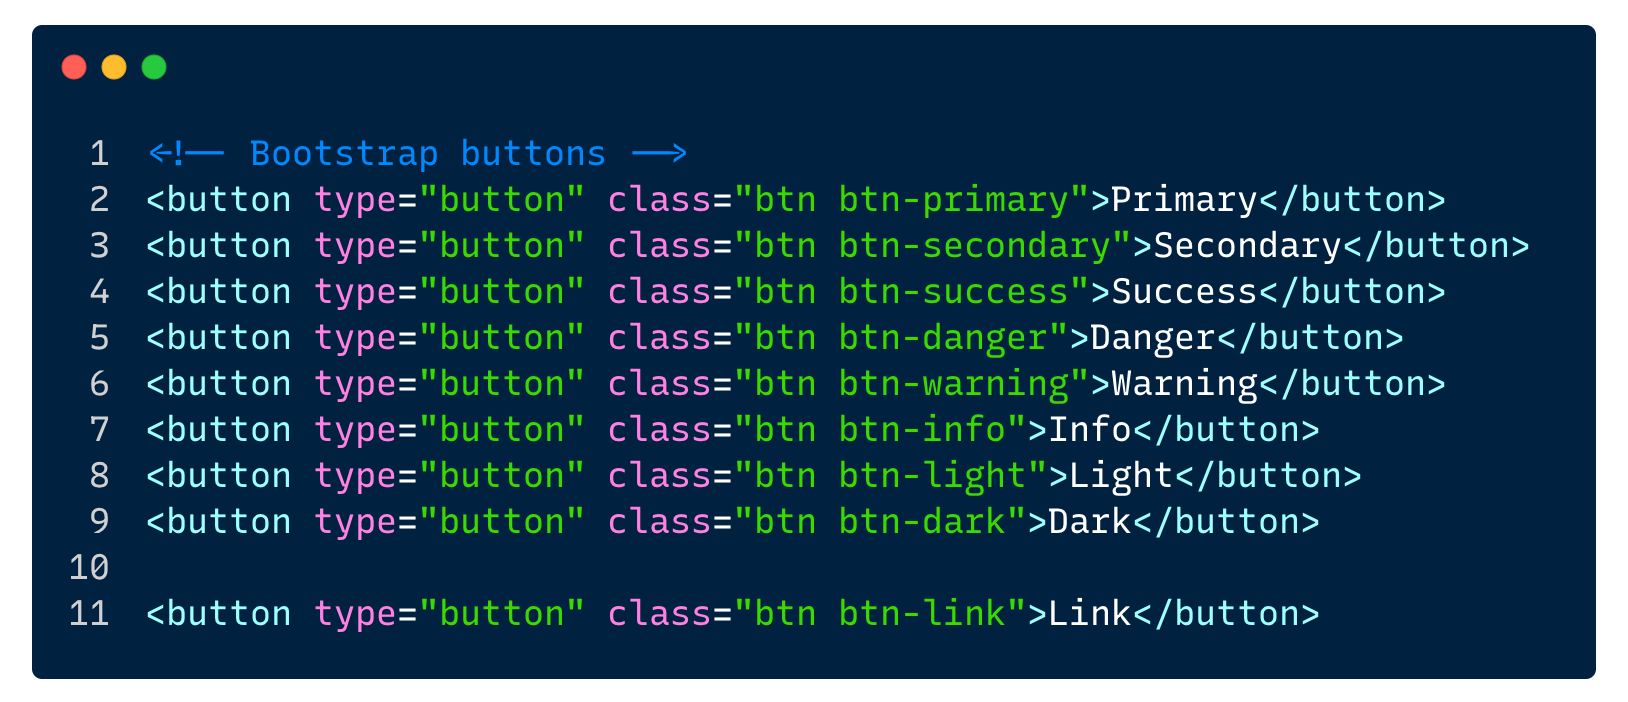 1 <!-- Bootstrap buttons -->
2 <button type="button" class="btn btn-primary">Primary</button>
3 <button type="button" class="btn btn-secondary">Secondary</button>
4 <button type="button" class="btn btn-success">Success</button>
5 <button type="button" class="btn btn-danger">Danger</button>
6 <button type="button" class="btn btn-warning">Warning</button>
7 <button type="button" class="btn btn-info">Info</button>
8 <button type="button" class="btn btn-light">Light</button>
9 <button type="button" class="btn btn-dark">Dark</button>
10
11 <button type="button" class="btn btn-link">Link</button>